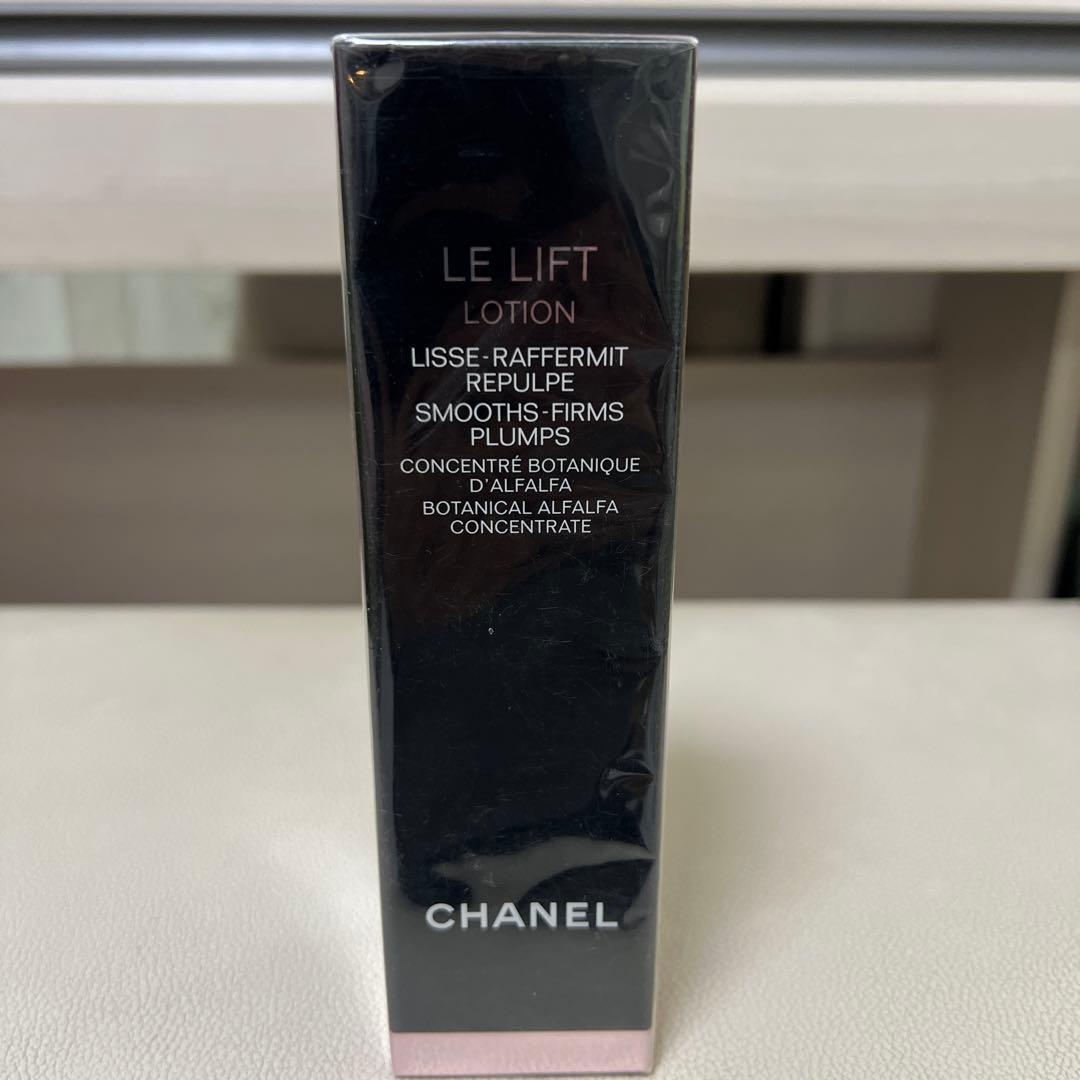 LE LIFT
LOTION
LISSE-RAFFERMIT
REPULPE
SMOOTHS-FIRMS
PLUMPS
CONCENTRÉ BOTANIQUE
D'ALFALFA
BOTANICAL ALFALFA
CONCENTRATE
CHANEL